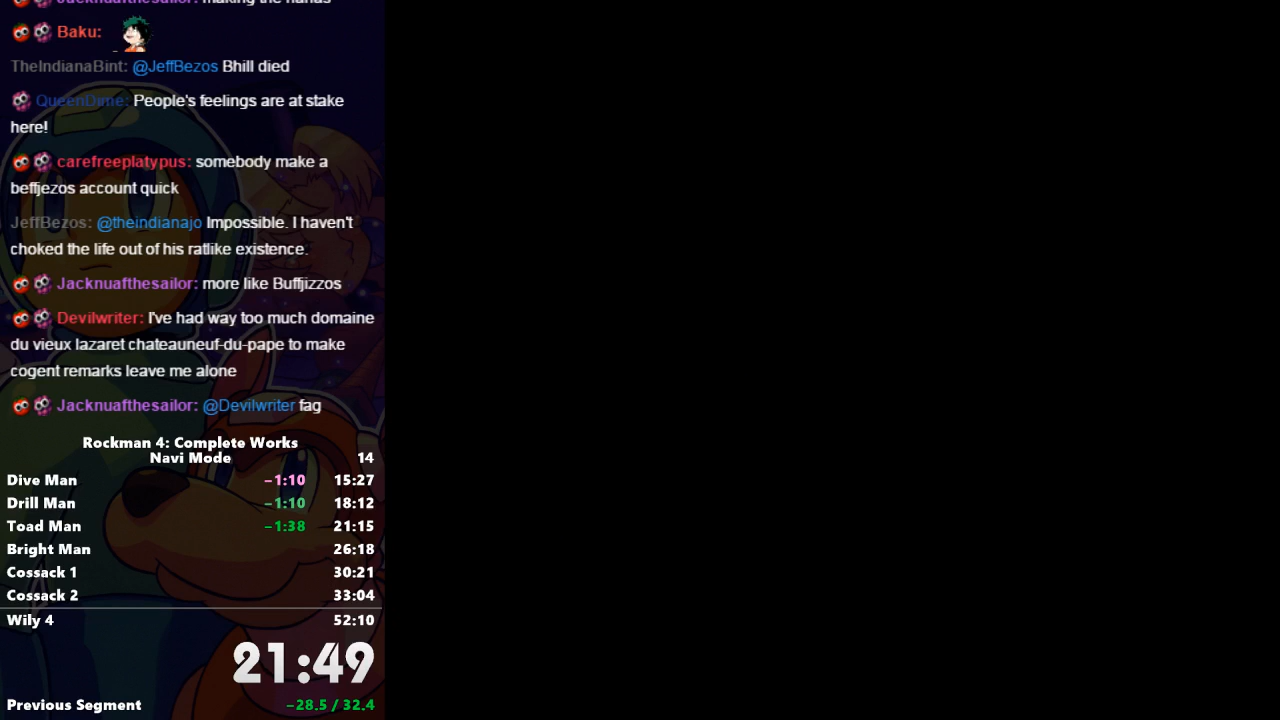 Jacknuafthesailor: making the nanas
Baku:
TheIndianaBint: @JeffBezos Bhill died
QueenDime: People's feelings are at stake
here!
carefreeplatypus: somebody make a
beffjezos account quick
JeffBezos: @theindianajo Impossible. I haven't
choked the life out of his ratlike existence.
Jacknuafthesailor: more like Buffjizzos
Devilwriter: I've had way too much domaine
du vieux lazaret chateauneuf-du-pape to make
cogent remarks leave me alone
Jacknuafthesailor: @Devilwriter fag
Rockman 4: Complete Works
Navi Mode 14
Dive Man −1:10 15:27
Drill Man −1:10 18:12
Toad Man −1:38 21:15
Bright Man 26:18
Cossack 1 30:21
Cossack 2 33:04
Wily 4 52:10
21:49
Previous Segment −28.5 / 32.4